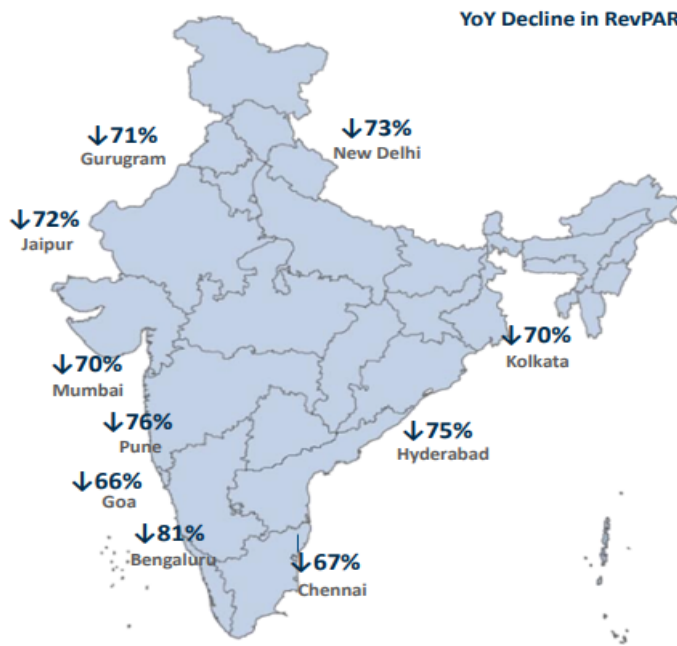 YoY Decline in RevPAR
↓71%
Gurugram
↓73%
New Delhi
↓72%
Jaipur
↓70%
Kolkata
↓70%
Mumbai
↓76%
Pune
↓75%
Hyderabad
↓66%
Goa
↓81%
Bengaluru
↓67%
Chennai